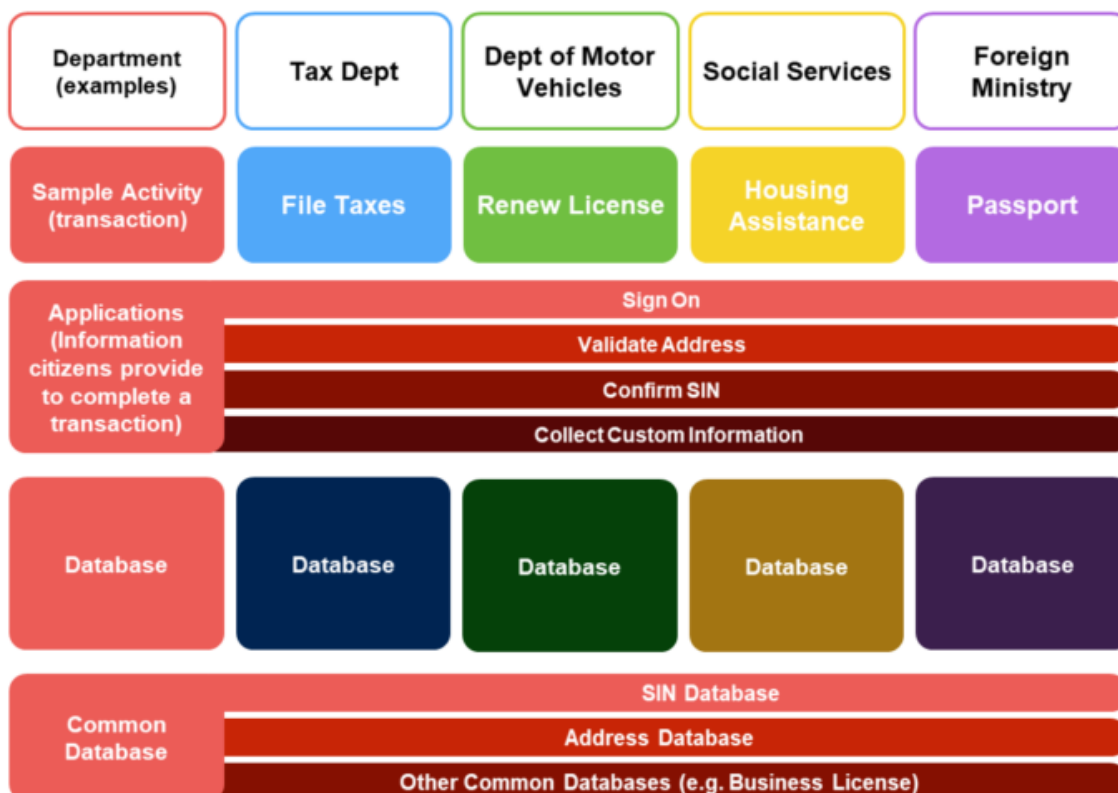 Department
(examples)
Tax Dept
Dept of Motor
Vehicles
Social Services
Foreign
Ministry
Sample Activity
(transaction)
File Taxes
Renew License
Housing
Assistance
Passport
Applications
(Information
citizens provide
to complete a
transaction)
Sign On
Validate Address
Confirm SIN
Collect Custom Information
Database
Database
Database
Database
Database
Common
Database
SIN Database
Address Database
Other Common Databases (e.g. Business License)